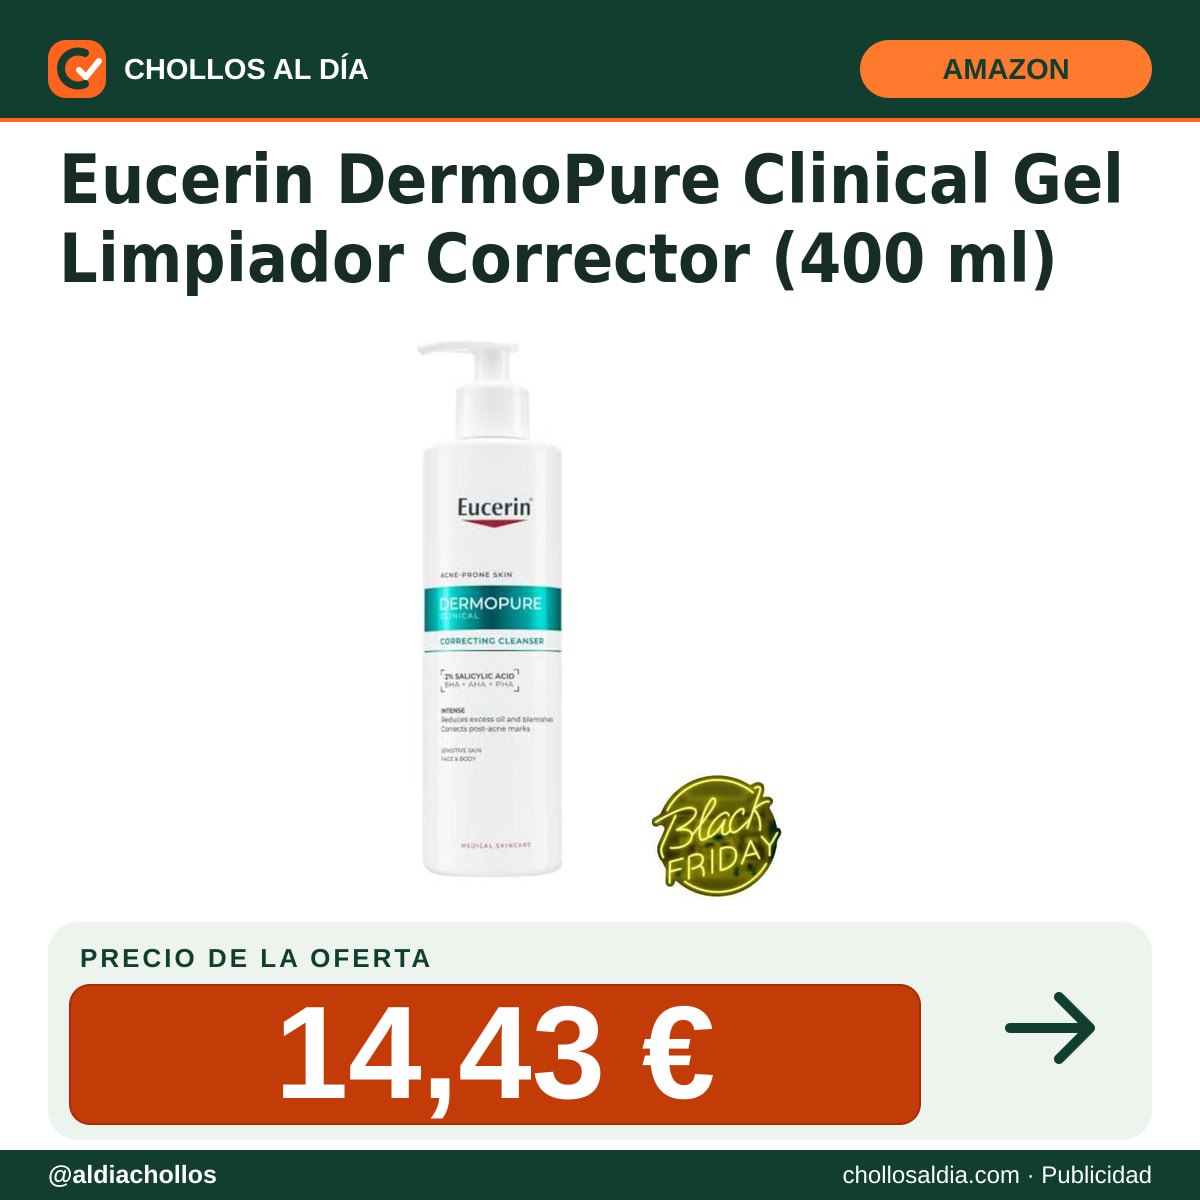 CHOLLOS AL DÍA
AMAZON
Eucerin DermoPure Clinical Gel
Limpiador Corrector (400 ml)
Eucerin
ACNE-PRONE SKIN
DERMOPURE
CLINICAL
CORRECTING CLEANSER
2% SALICYLIC ACID
BHA + AHA + PHA
INTENSE
Reduces excess oil and blemishes
Corrects post-acne marks
SENSITIVE SKIN
FACE & BODY
MEDICAL SKINCARE
Black
FRIDAY
PRECIO DE LA OFERTA
14,43 €
@aldiachollos
chollosaldia.com · Publicidad